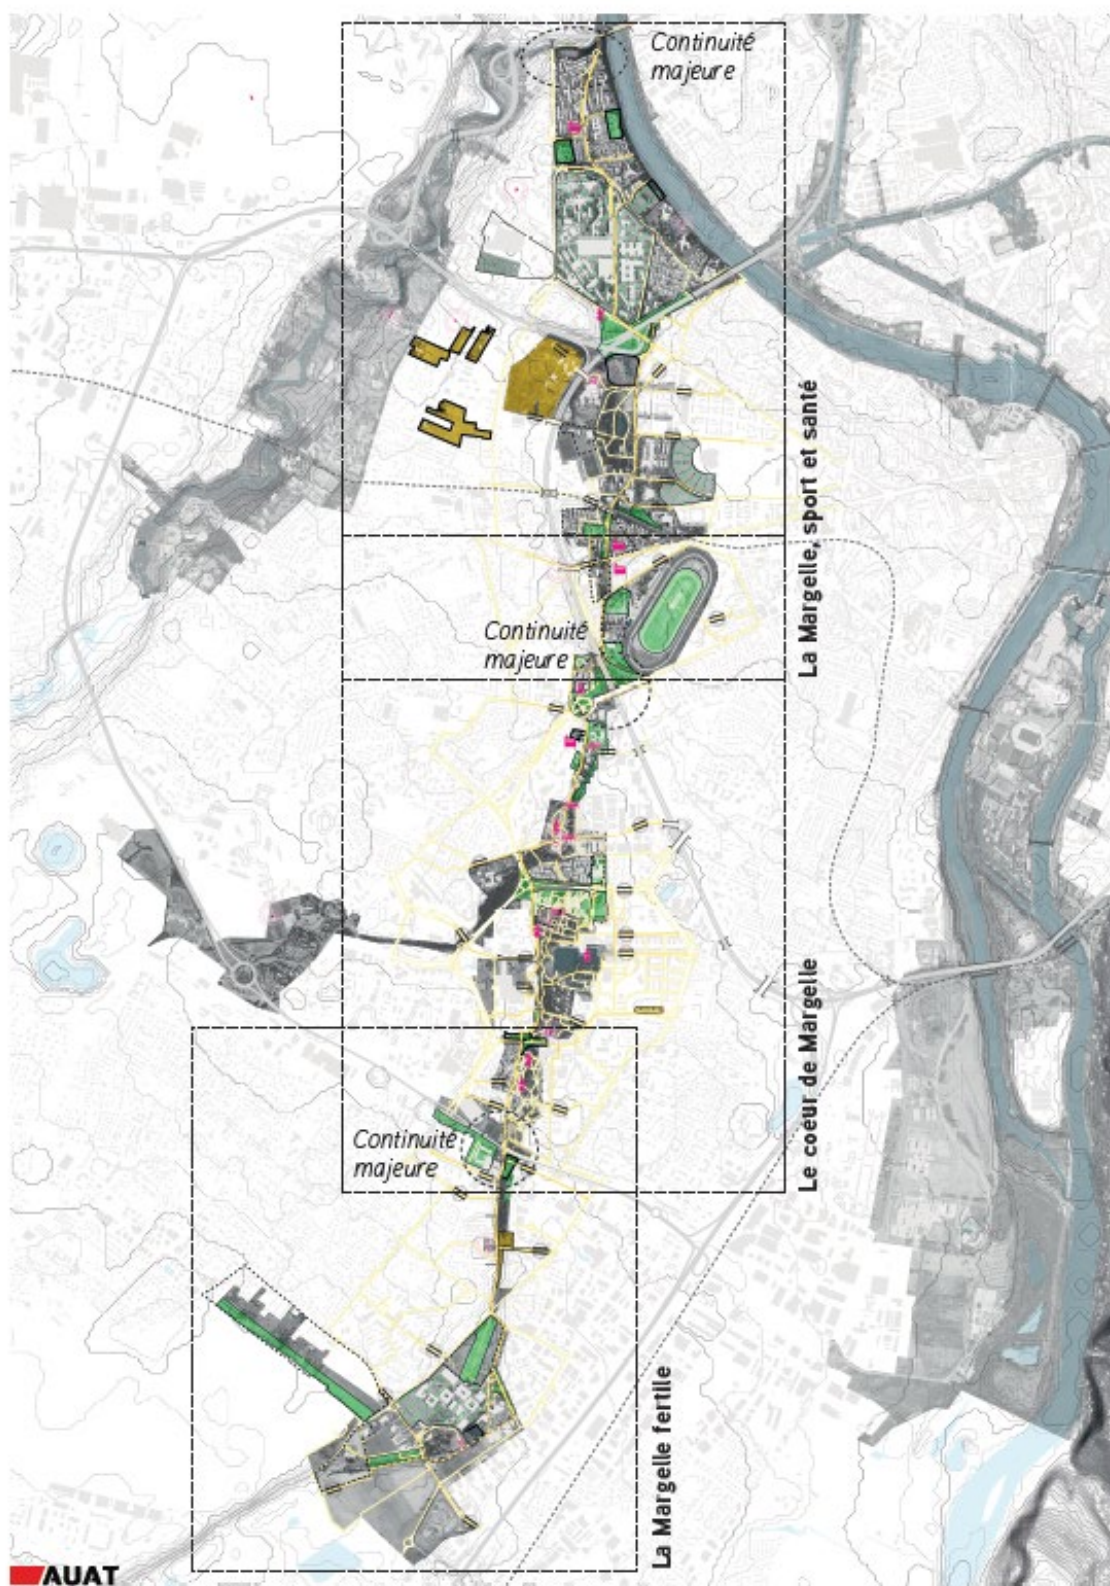 Continuité
majeure
La Margelle, sport et santé
Continuité
majeure
Le coeur de Margelle
Continuité
majeure
La Margelle fertile
AUAT